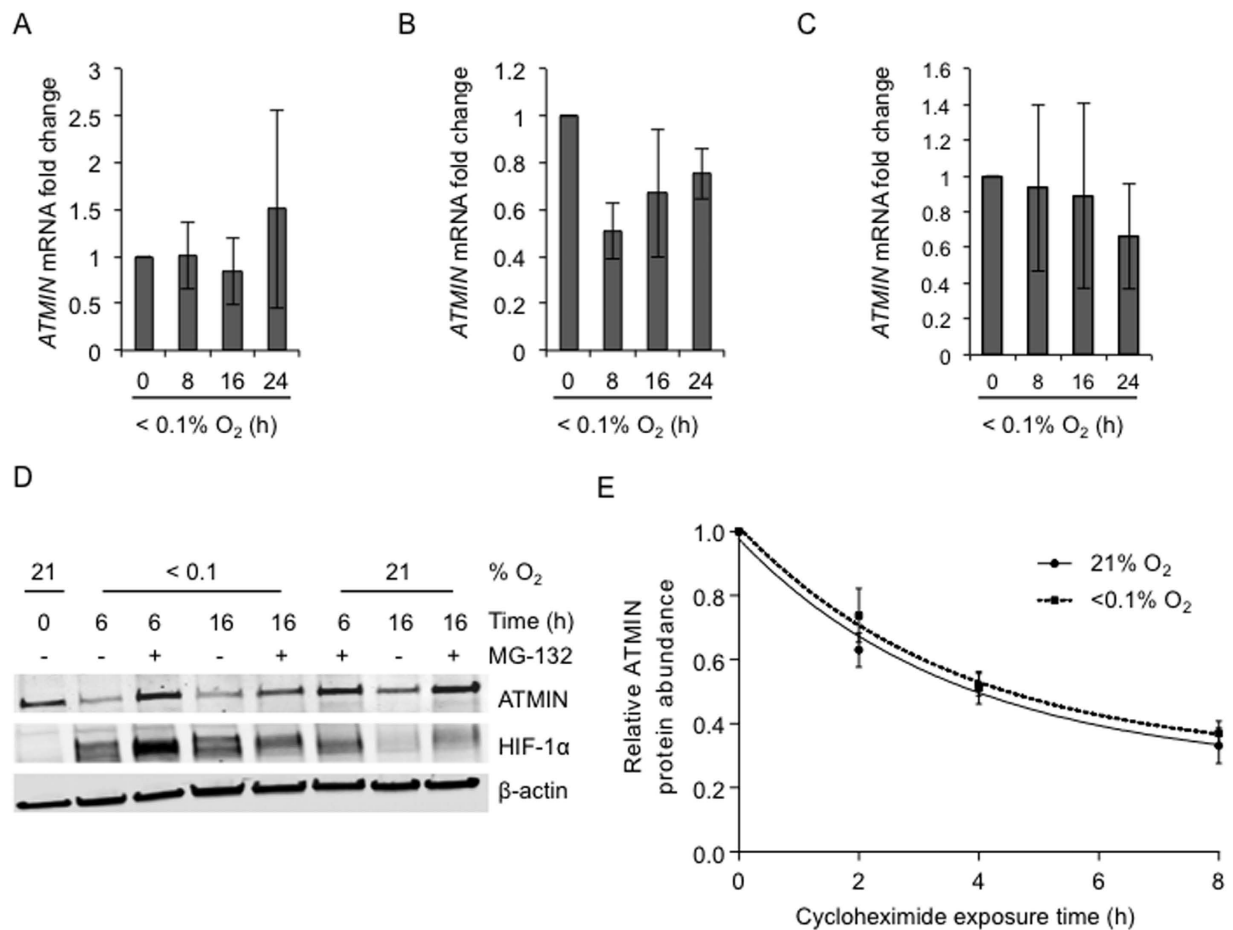 A
ATMIN mRNA fold change
3
2.5
2
1.5
1
0.5
0
0 8 16 24
< 0.1% O₂ (h)
B
ATMIN mRNA fold change
1.2
1
0.8
0.6
0.4
0.2
0
0 8 16 24
< 0.1% O₂ (h)
C
ATMIN mRNA fold change
1.6
1.4
1.2
1
0.8
0.6
0.4
0.2
0
0 8 16 24
< 0.1% O₂ (h)
D
21 < 0.1 21 % O₂
0 6 6 16 16 6 16 16 Time (h)
- - + - + + - + MG-132
ATMIN
HIF-1α
β-actin
E
Relative ATMIN
protein abundance
1.0
0.8
0.6
0.4
0.2
0.0
21% O₂
<0.1% O₂
0 2 4 6 8
Cycloheximide exposure time (h)